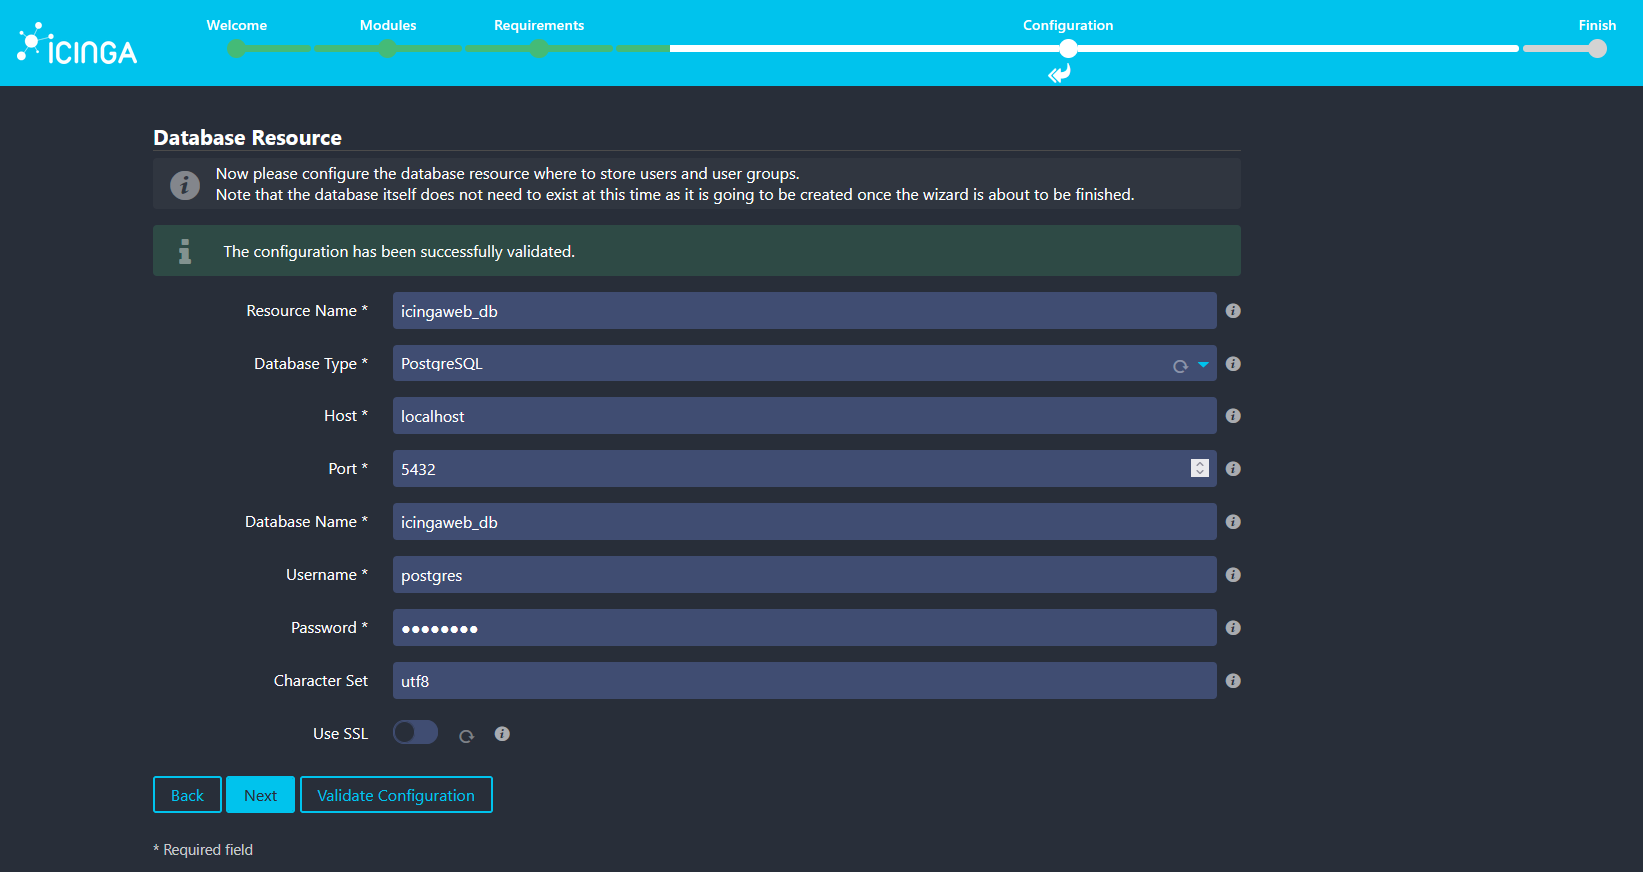 Welcome
Modules
Requirements
Configuration
Finish
ICINGA
Database Resource
Now please configure the database resource where to store users and user groups.
Note that the database itself does not need to exist at this time as it is going to be created once the wizard is about to be finished.
The configuration has been successfully validated.
Resource Name * icingaweb_db
Database Type * PostgreSQL
Host * localhost
Port * 5432
Database Name * icingaweb_db
Username * postgres
Password * ●●●●●●●●
Character Set utf8
Use SSL
Back Next Validate Configuration
* Required field